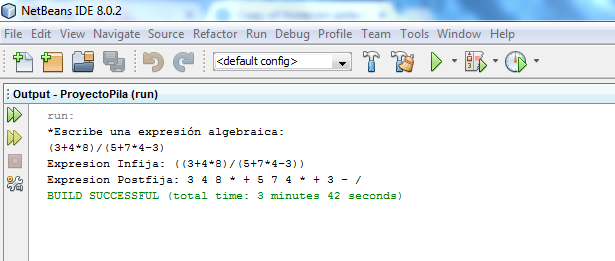 NetBeans IDE 8.0.2
File Edit View Navigate Source Refactor Run Debug Profile Team Tools Window Help
<default config>
Output - ProyectoPila (run)
run:
*Escribe una expresión algebraica:
(3+4*8)/(5+7*4-3)
Expresion Infija: ((3+4*8)/(5+7*4-3))
Expresion Postfija: 3 4 8 * + 5 7 4 * + 3 - /
BUILD SUCCESSFUL (total time: 3 minutes 42 seconds)